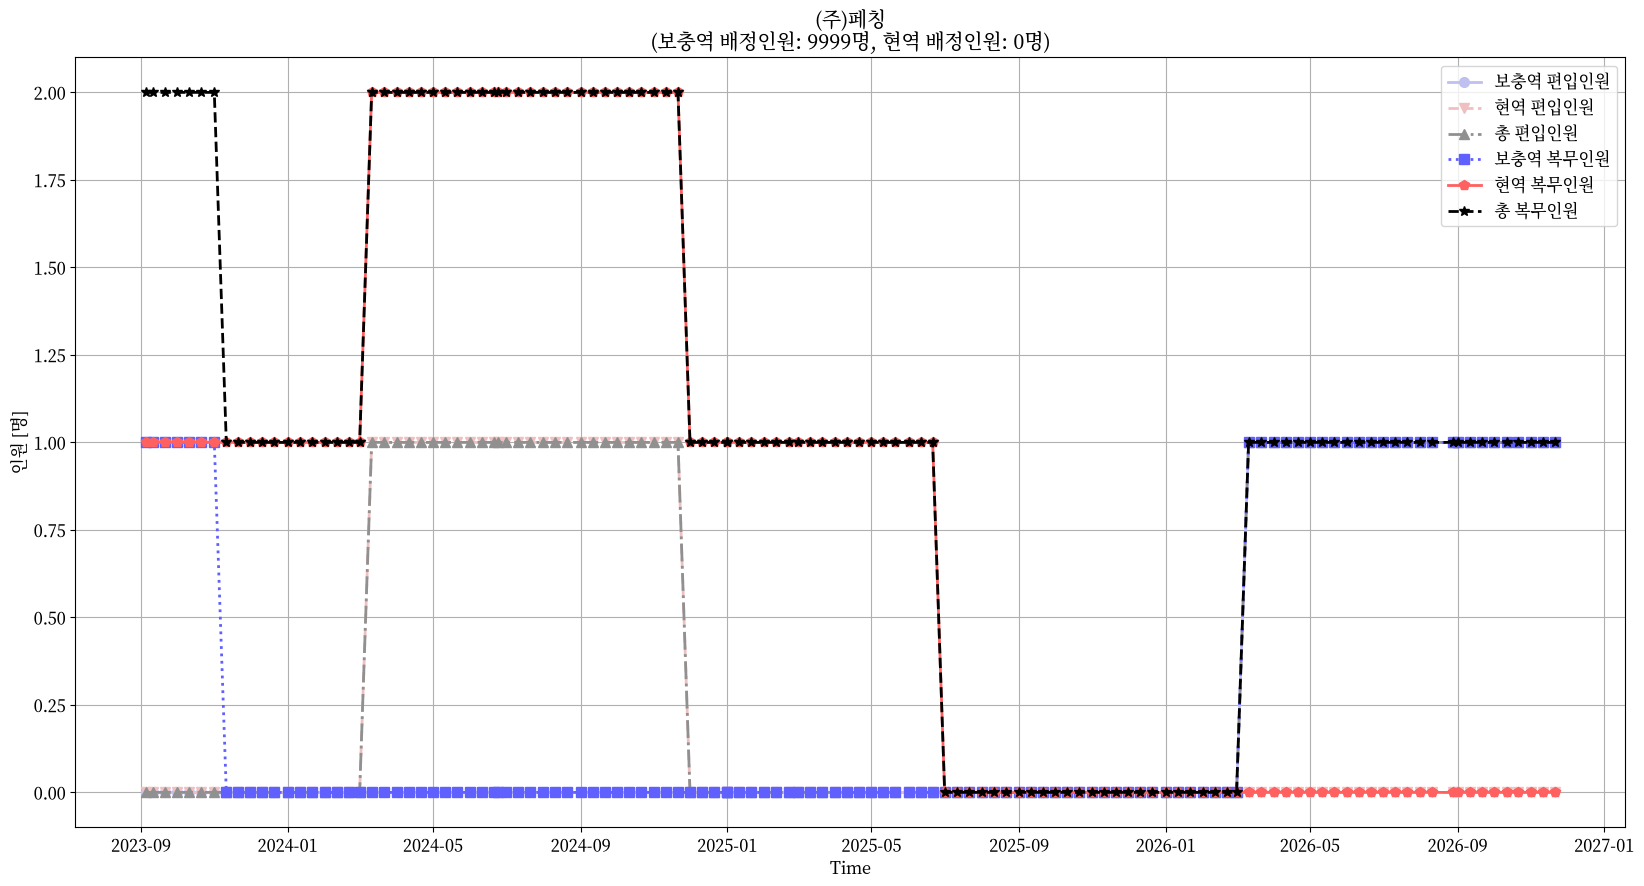 (주)페칭
(보충역 배정인원: 9999명, 현역 배정인원: 0명)
보충역 편입인원
현역 편입인원
총 편입인원
보충역 복무인원
현역 복무인원
총 복무인원
인원 [명]
2.00
1.75
1.50
1.25
1.00
0.75
0.50
0.25
0.00
2023-09
2024-01
2024-05
2024-09
2025-01
2025-05
2025-09
2026-01
2026-05
2026-09
2027-01
Time